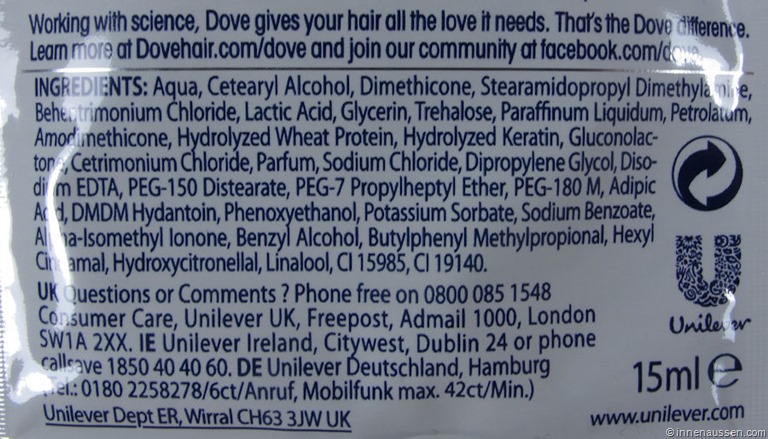 Working with science, Dove gives your hair all the love it needs. That's the Dove difference.
Learn more at Dovehair.com/dove and join our community at facebook.com/dove
INGREDIENTS: Aqua, Cetearyl Alcohol, Dimethicone, Stearamidopropyl Dimethylamine,
Behentrimonium Chloride, Lactic Acid, Glycerin, Trehalose, Paraffinum Liquidum, Petrolatum,
Amodimethicone, Hydrolyzed Wheat Protein, Hydrolyzed Keratin, Gluconolac-
tone, Cetrimonium Chloride, Parfum, Sodium Chloride, Dipropylene Glycol, Diso-
dium EDTA, PEG-150 Distearate, PEG-7 Propylheptyl Ether, PEG-180 M, Adipic
Acid, DMDM Hydantoin, Phenoxyethanol, Potassium Sorbate, Sodium Benzoate,
Alpha-Isomethyl Ionone, Benzyl Alcohol, Butylphenyl Methylpropional, Hexyl
Cinnamal, Hydroxycitronellal, Linalool, CI 15985, CI 19140.
UK Questions or Comments ? Phone free on 0800 085 1548
Consumer Care, Unilever UK, Freepost, Admail 1000, London
SW1A 2XX. IE Unilever Ireland, Citywest, Dublin 24 or phone
callsave 1850 40 40 60. DE Unilever Deutschland, Hamburg
(Tel.: 0180 2258278/6ct/Anruf, Mobilfunk max. 42ct/Min.)
Unilever Dept ER, Wirral CH63 3JW UK
Unilever
15ml e
www.unilever.com
© innenaussen.com